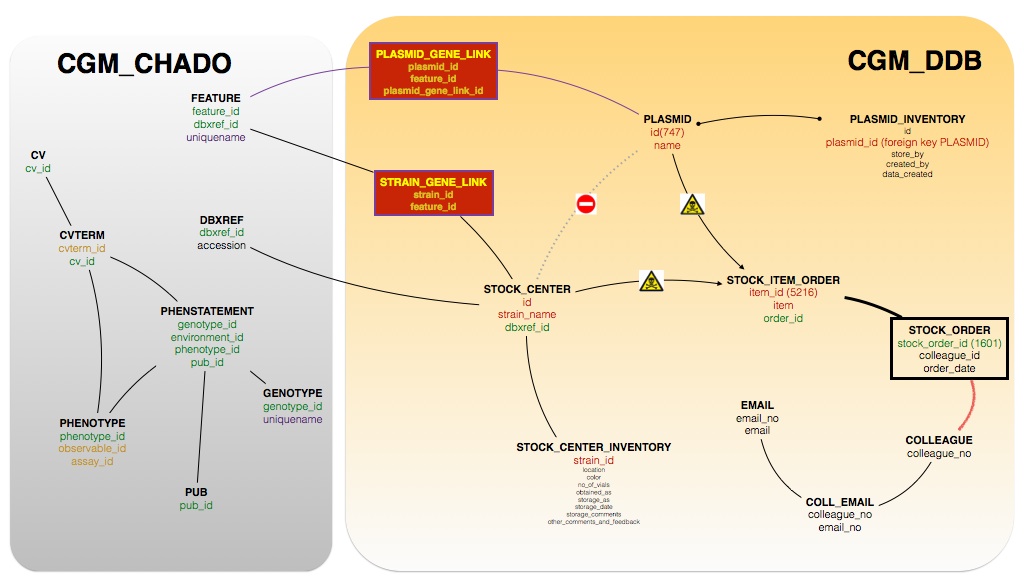 CGM_CHADO
FEATURE
feature_id
dbxref_id
uniquename
CV
cv_id
CVTERM
cvterm_id
cv_id
DBXREF
dbxref_id
accession
PHENSTATEMENT
genotype_id
environment_id
phenotype_id
pub_id
GENOTYPE
genotype_id
uniquename
PHENOTYPE
phenotype_id
observable_id
assay_id
PUB
pub_id
CGM_DDB
PLASMID_GENE_LINK
plasmid_id
feature_id
plasmid_gene_link_id
STRAIN_GENE_LINK
strain_id
feature_id
PLASMID
id(747)
name
PLASMID_INVENTORY
id
plasmid_id (foreign key PLASMID)
store_by
created_by
data_created
STOCK_CENTER
id
strain_name
dbxref_id
STOCK_ITEM_ORDER
item_id (5216)
item
order_id
STOCK_ORDER
stock_order_id (1601)
colleague_id
order_date
EMAIL
email_no
email
COLLEAGUE
colleague_no
STOCK_CENTER_INVENTORY
strain_id
location
color
no_of_vials
obtained_as
storage_as
storage_date
storage_comments
other_comments_and_feedback
COLL_EMAIL
colleague_no
email_no